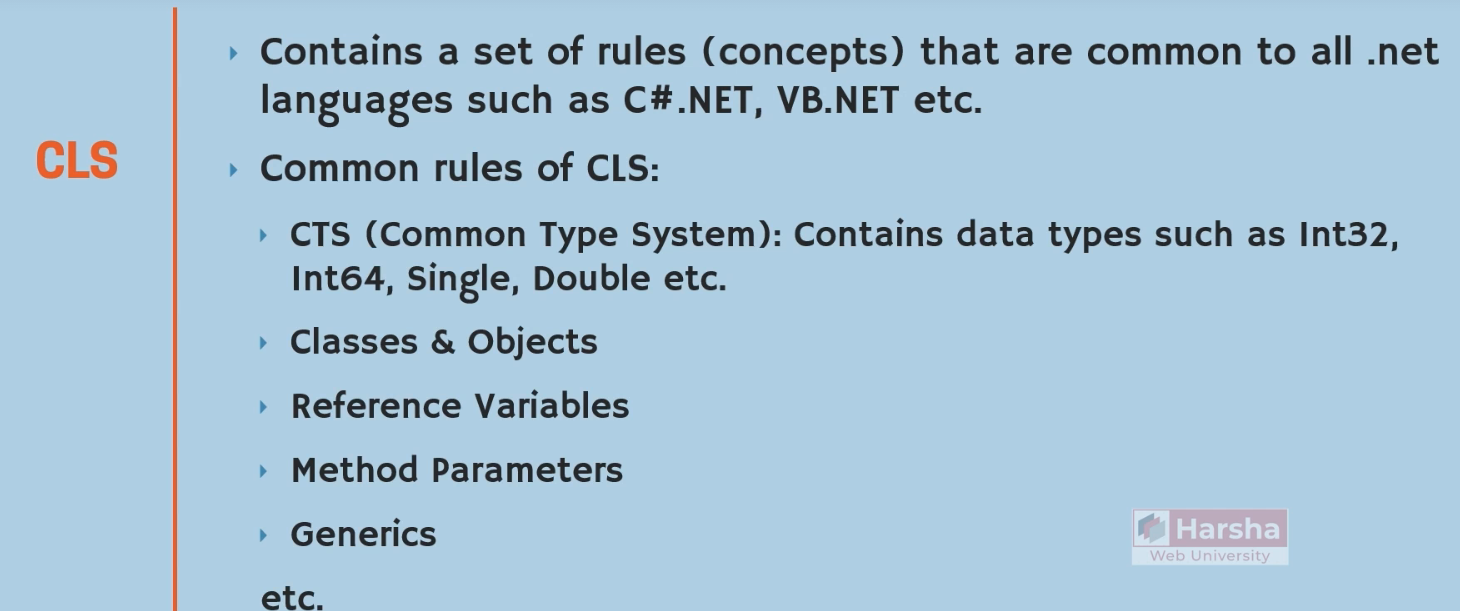 Contains a set of rules (concepts) that are common to all .net
languages such as C#.NET, VB.NET etc.
CLS
Common rules of CLS:
CTS (Common Type System): Contains data types such as Int32,
Int64, Single, Double etc.
Classes & Objects
Reference Variables
Method Parameters
Generics
Harsha
Web University
etc.